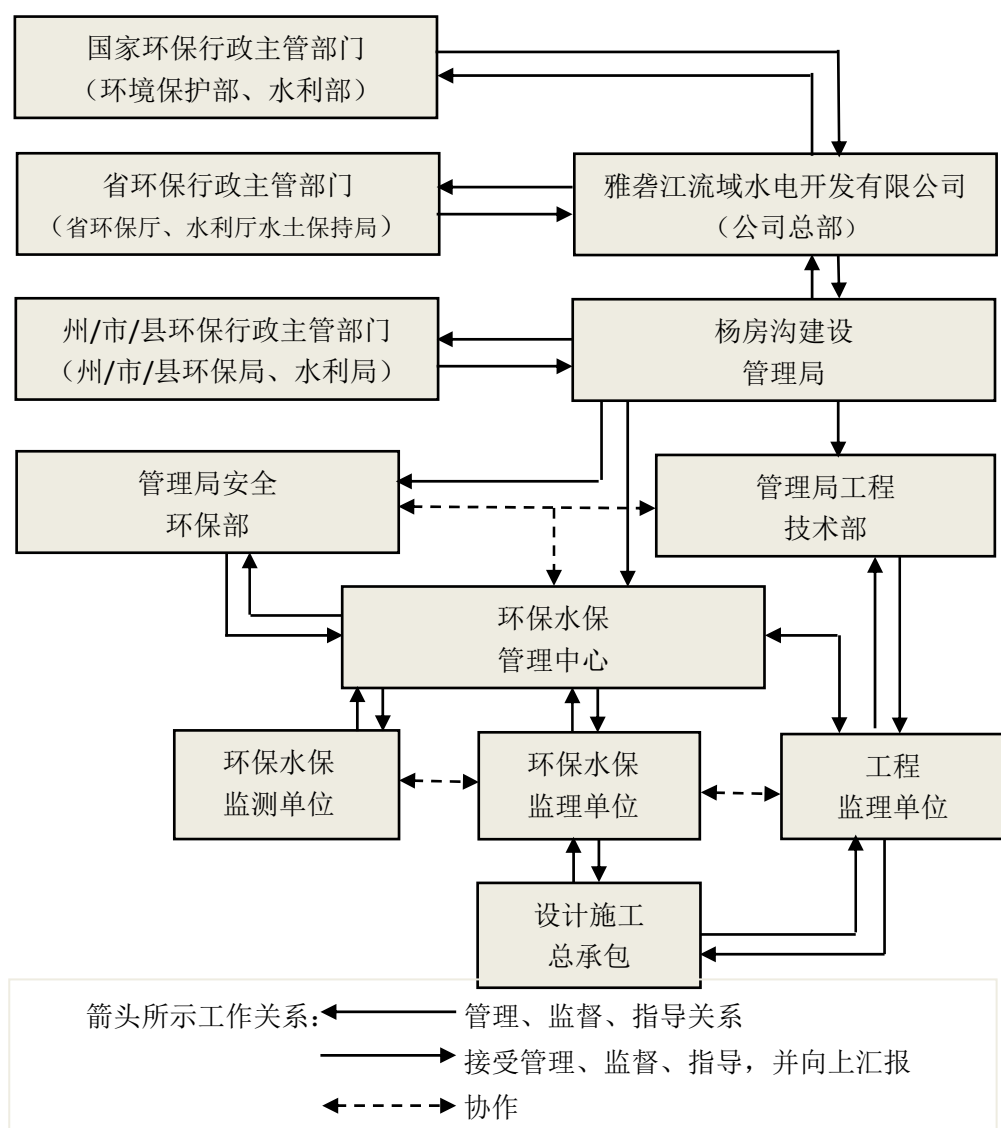 国家环保行政主管部门
（环境保护部、水利部）
省环保行政主管部门
（省环保厅、水利厅水土保持局）
雅砻江流域水电开发有限公司
（公司总部）
州/市/县环保行政主管部门
（州/市/县环保局、水利局）
杨房沟建设
管理局
管理局安全
环保部
管理局工程
技术部
环保水保
管理中心
环保水保
监测单位
环保水保
监理单位
工程
监理单位
设计施工
总承包
箭头所示工作关系:
管理、监督、指导关系
接受管理、监督、指导，并向上汇报
协作